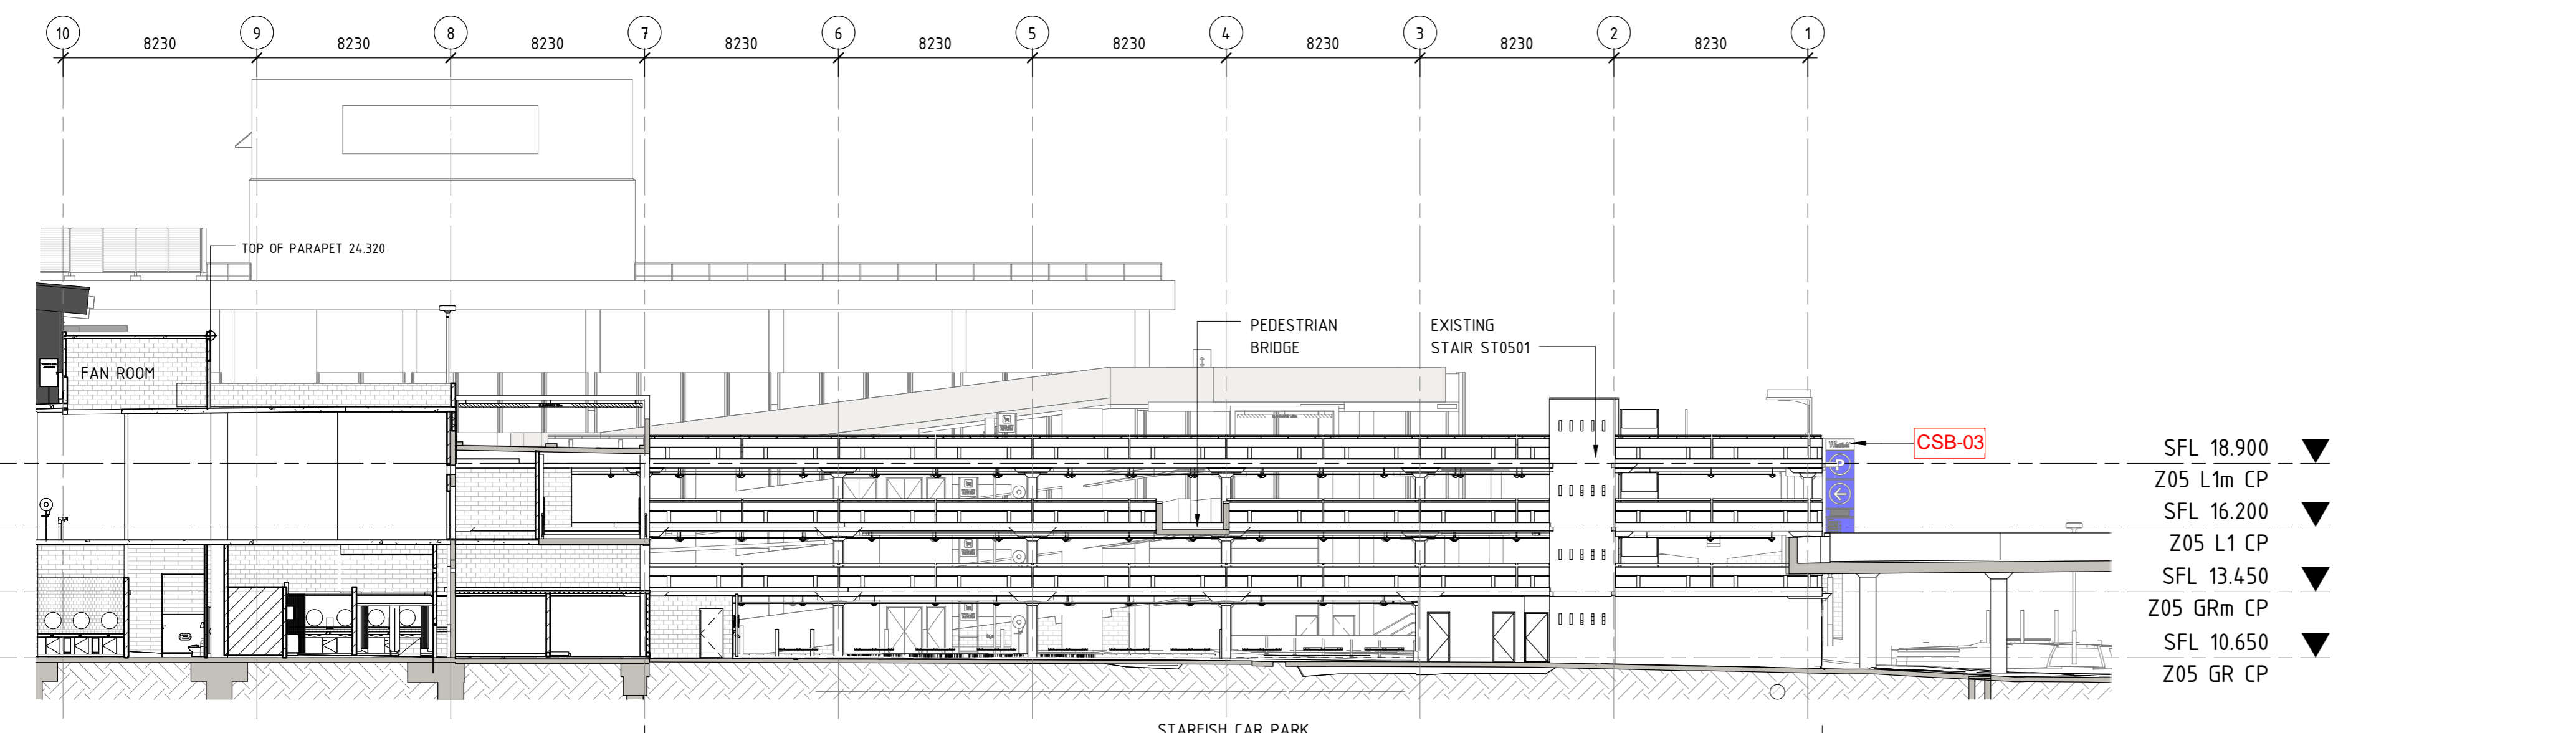 10 9 8 7 6 5 4 3 2 1
8230 8230 8230 8230 8230 8230 8230 8230 8230
TOP OF PARAPET 24.320
FAN ROOM
PEDESTRIAN
BRIDGE
EXISTING
STAIR ST0501
CSB-03
P
SFL 18.900
Z05 L1m CP
SFL 16.200
Z05 L1 CP
SFL 13.450
Z05 GRm CP
SFL 10.650
Z05 GR CP
STARFISH CAR PARK